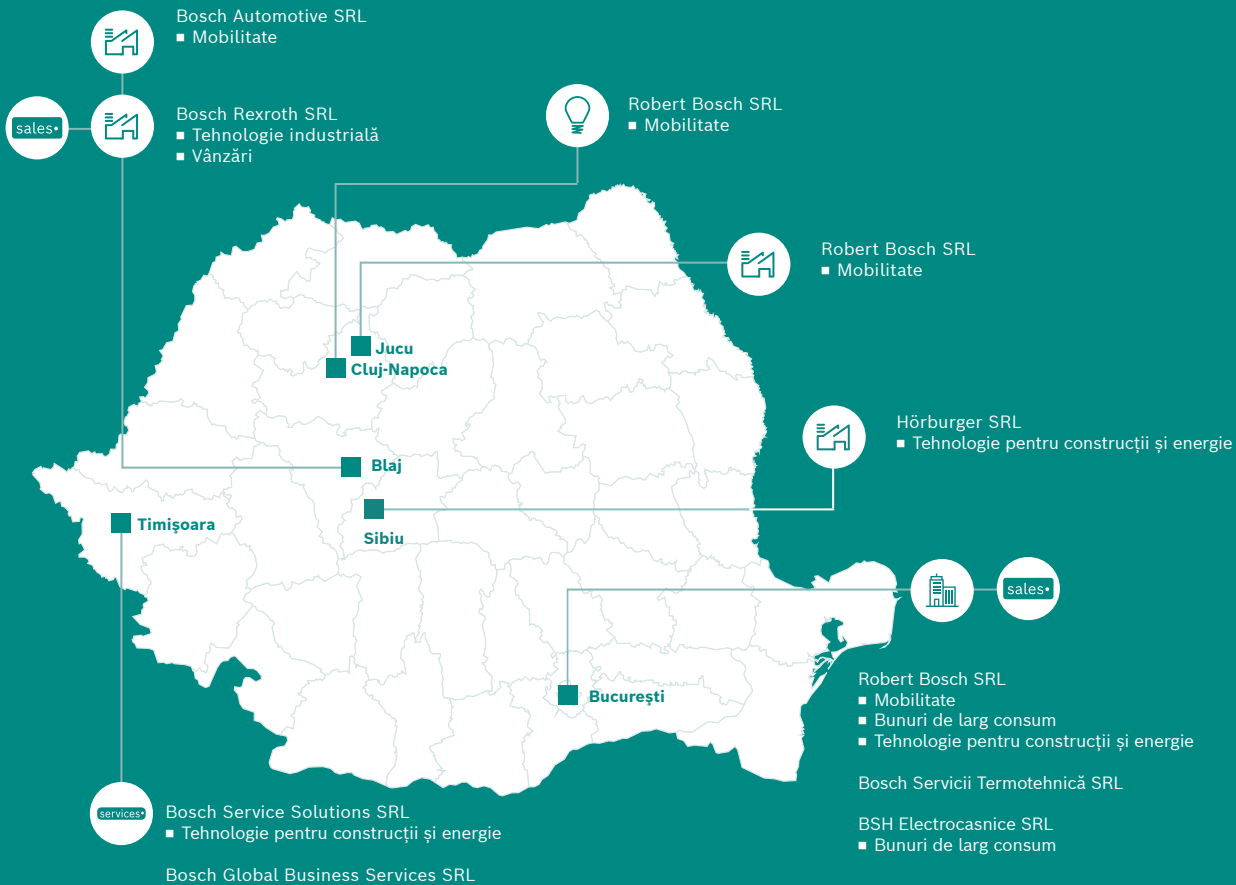 Bosch Automotive SRL
▪ Mobilitate
sales•
Bosch Rexroth SRL
▪ Tehnologie industrială
▪ Vânzări
Robert Bosch SRL
▪ Mobilitate
Robert Bosch SRL
▪ Mobilitate
Jucu
Cluj-Napoca
Hörburger SRL
▪ Tehnologie pentru construcții și energie
Blaj
Timişoara
Sibiu
sales•
București
Robert Bosch SRL
▪ Mobilitate
▪ Bunuri de larg consum
▪ Tehnologie pentru construcții și energie
Bosch Servicii Termotehnică SRL
BSH Electrocasnice SRL
▪ Bunuri de larg consum
services•
Bosch Service Solutions SRL
▪ Tehnologie pentru construcții și energie
Bosch Global Business Services SRL